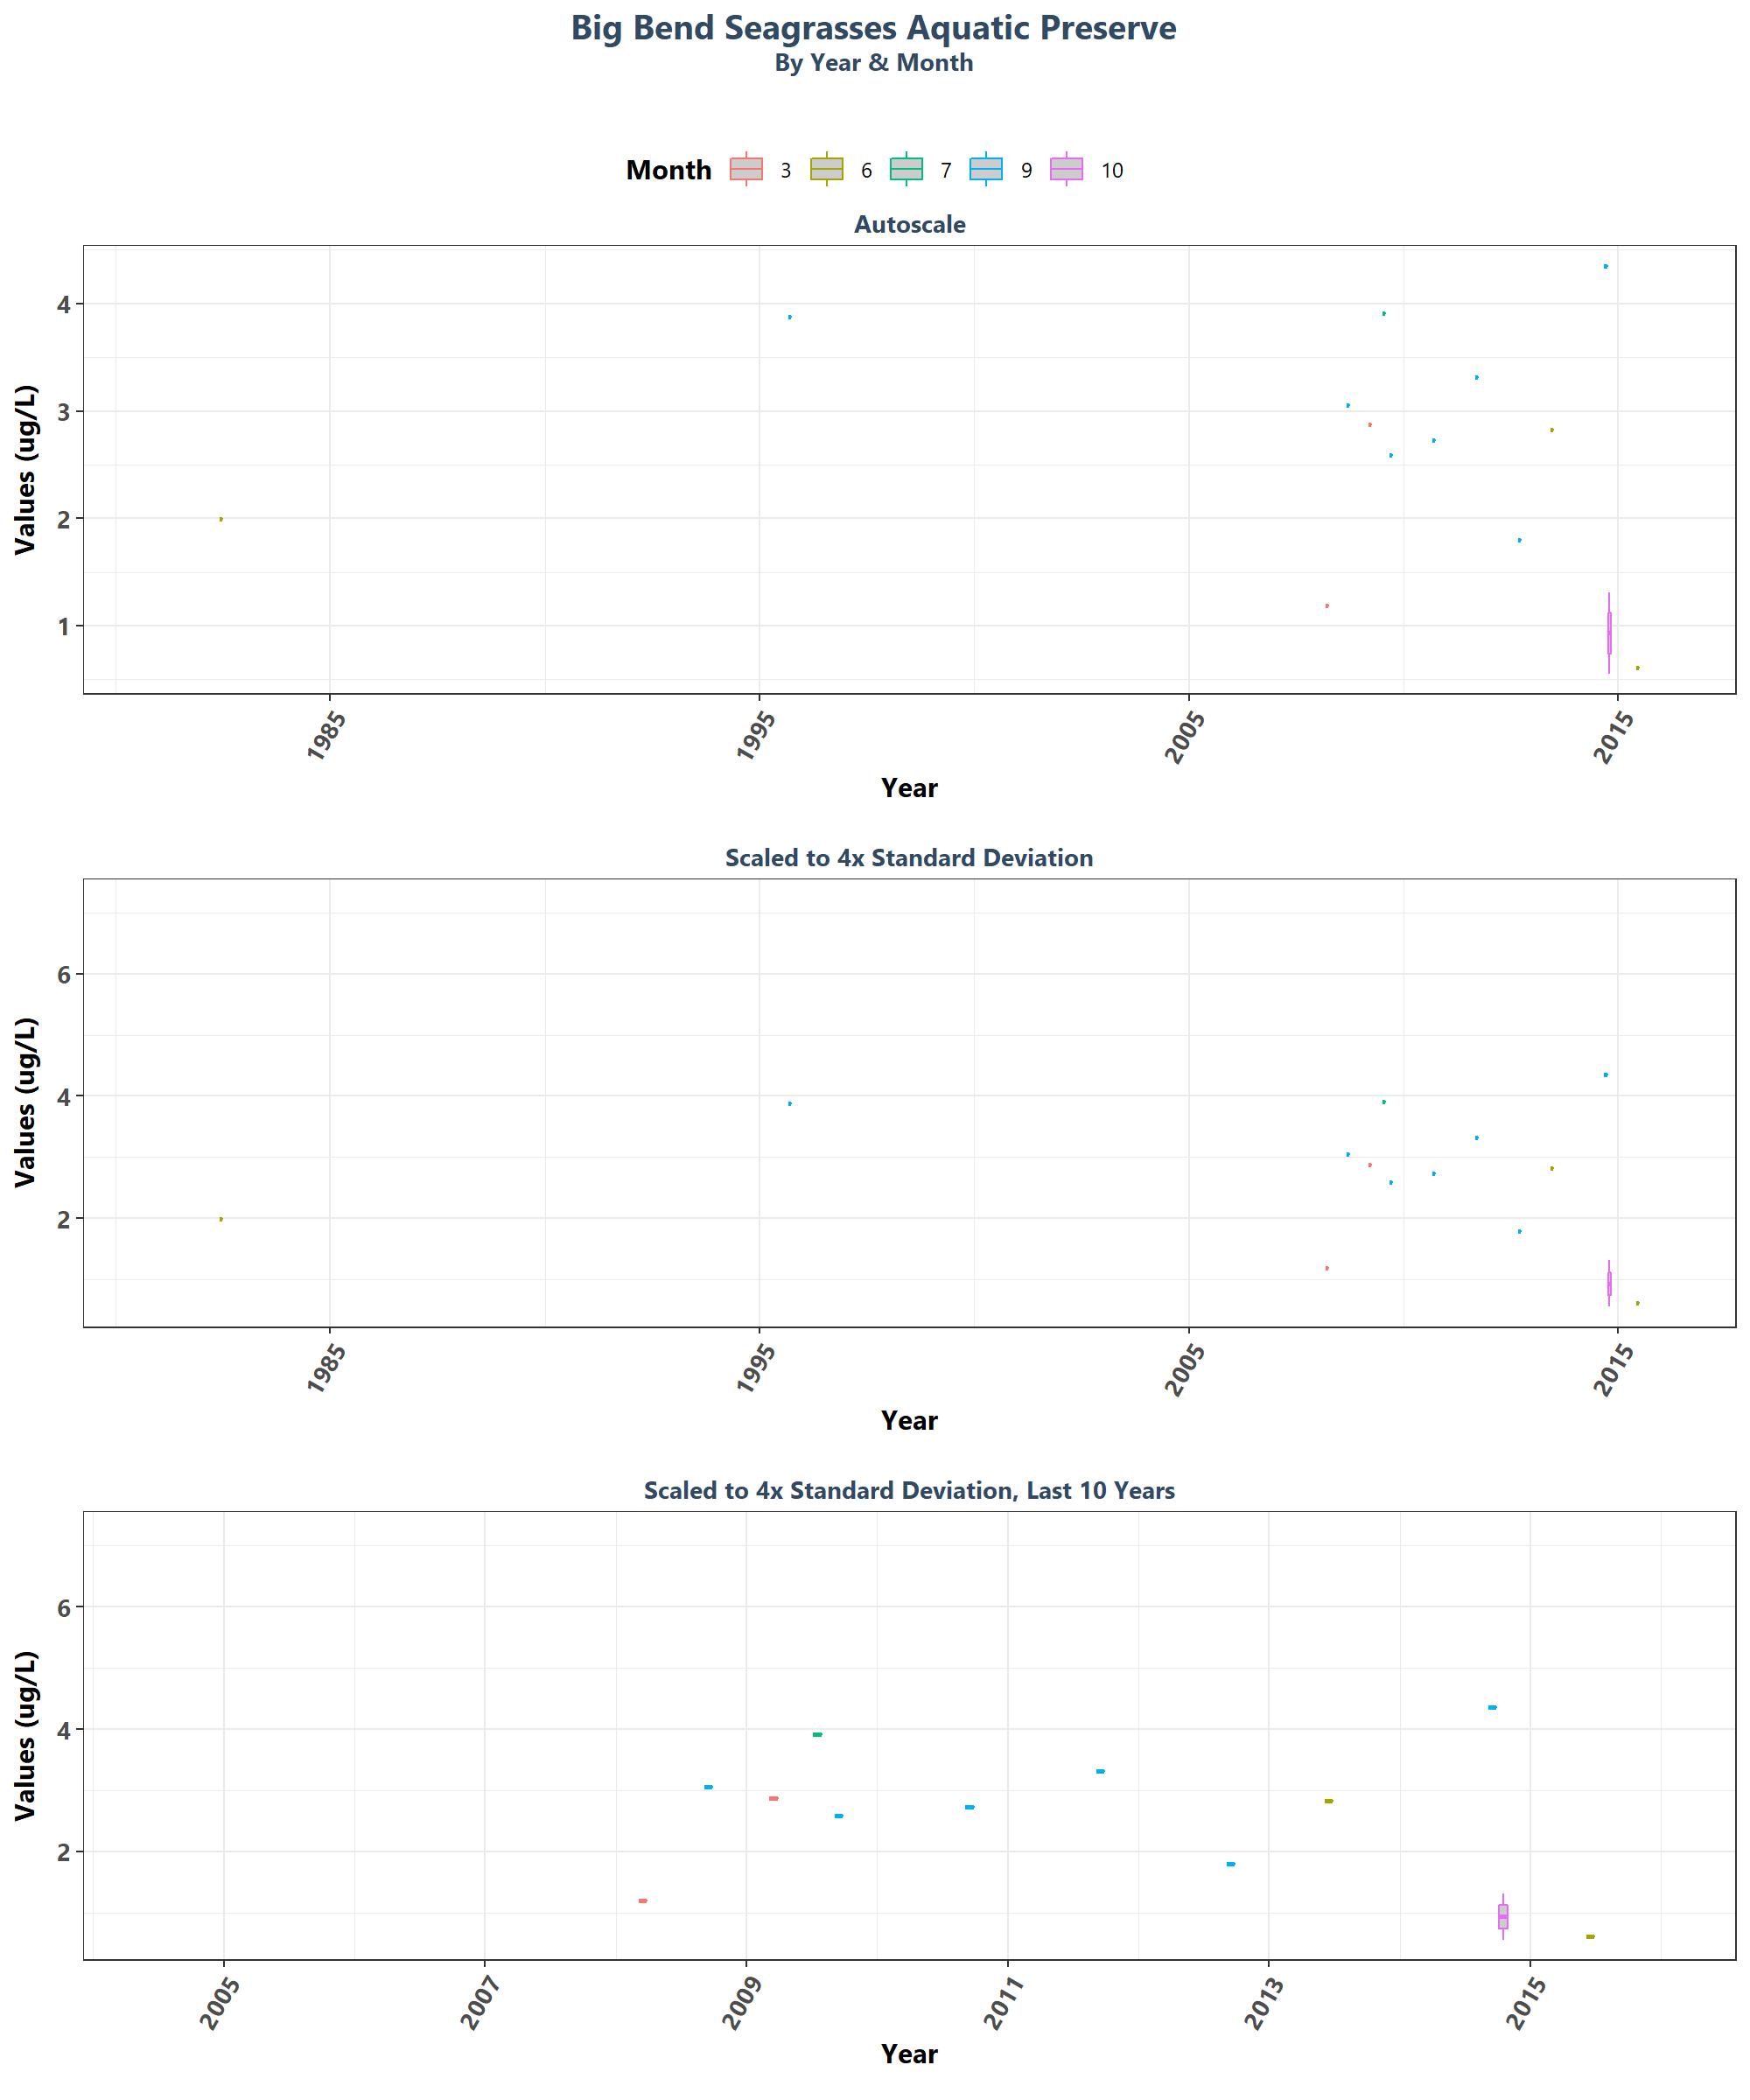 Big Bend Seagrasses Aquatic Preserve
By Year & Month
Month 3 6 7 9 10
Autoscale
Values (ug/L)
4
3
2
1
1985 1995 2005 2015
Year
Scaled to 4x Standard Deviation
Values (ug/L)
6
4
2
1985 1995 2005 2015
Year
Scaled to 4x Standard Deviation, Last 10 Years
Values (ug/L)
6
4
2
2005 2007 2009 2011 2013 2015
Year